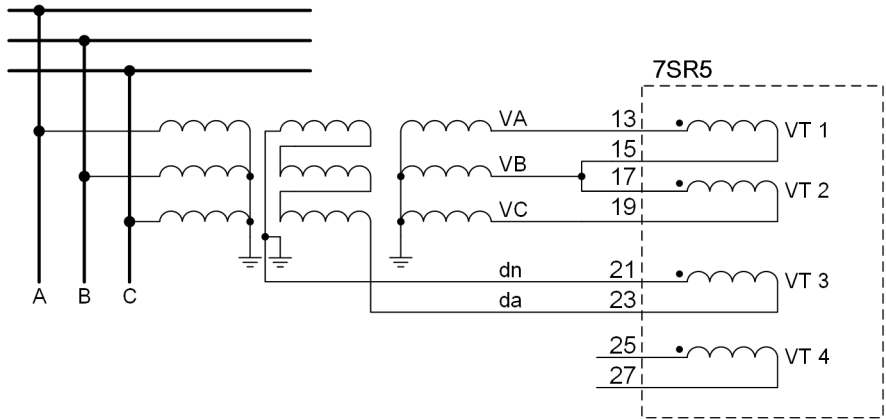 7SR5
VA 13 VT 1
15
VB 17 VT 2
VC 19
dn 21 VT 3
A B C
da 23
25 VT 4
27